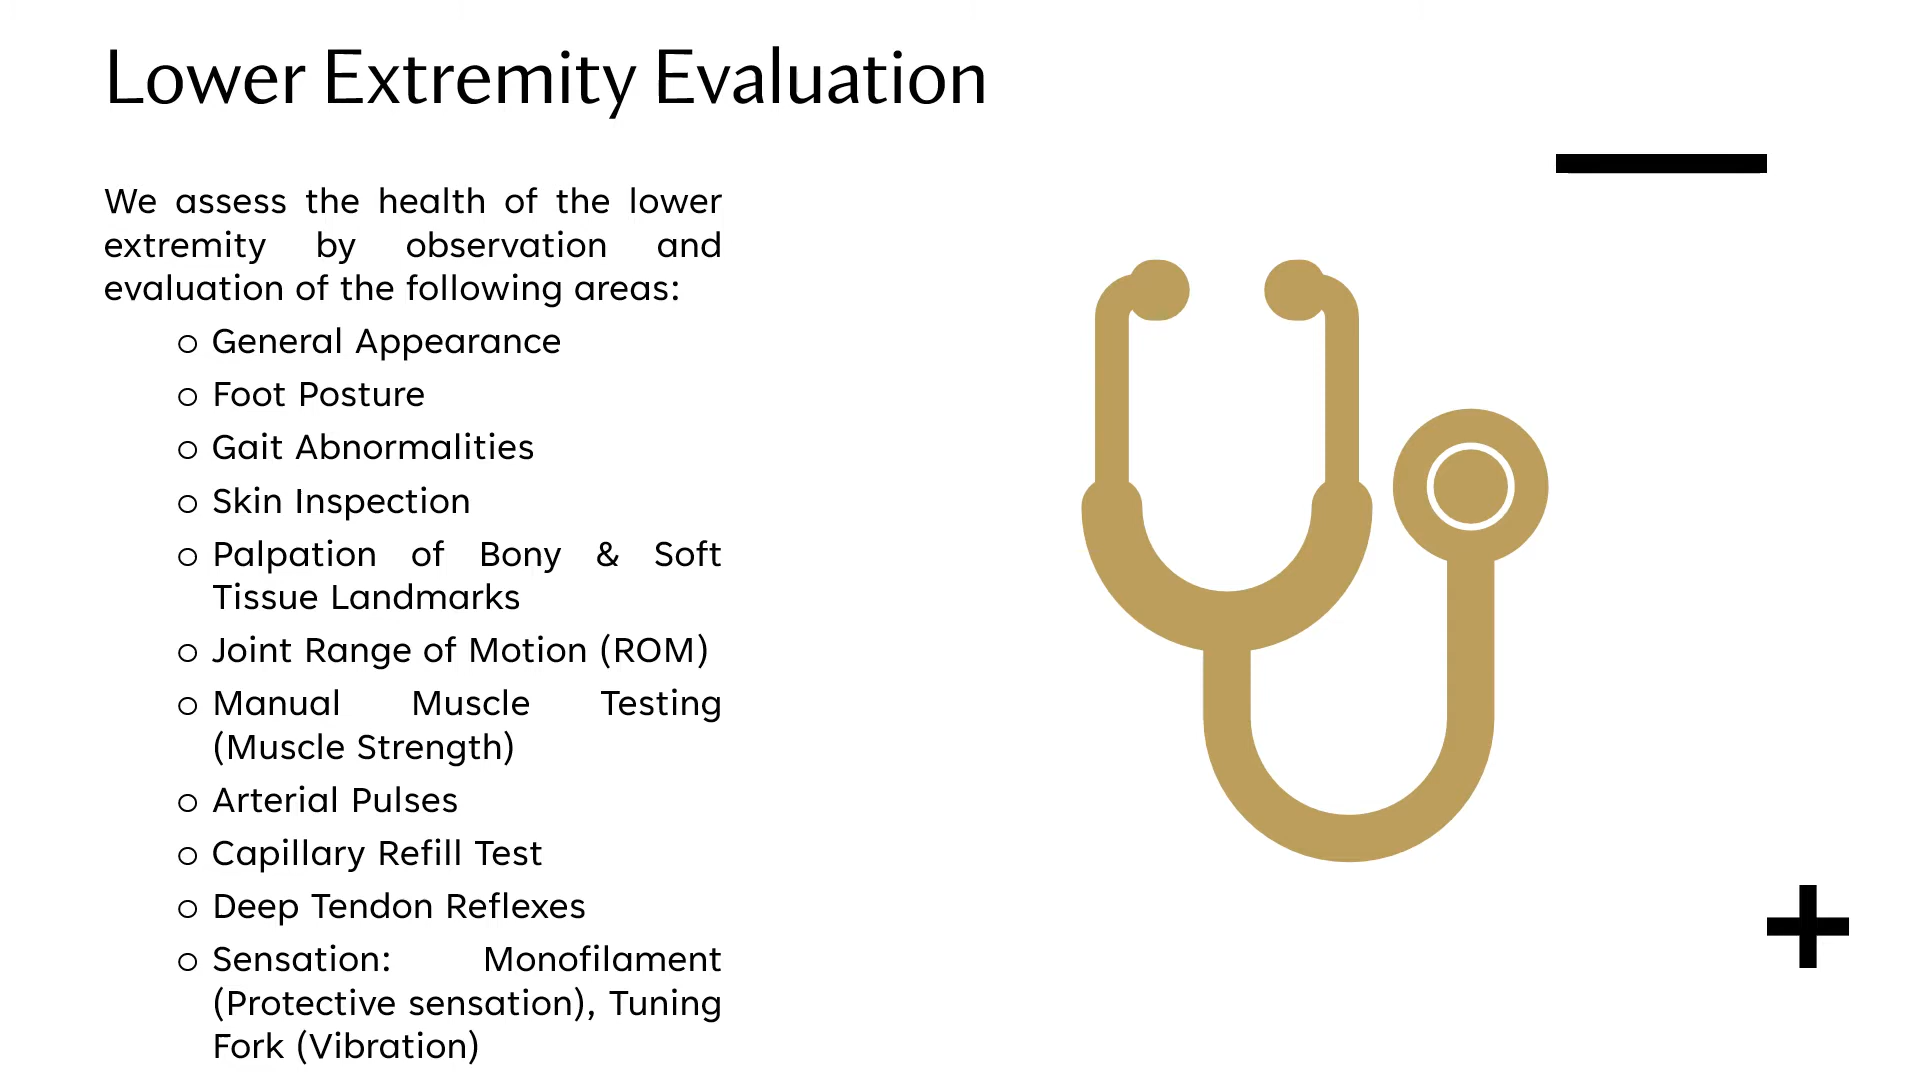 Lower Extremity Evaluation
We assess the health of the lower
extremity by observation and
evaluation of the following areas:
○ General Appearance
○ Foot Posture
○ Gait Abnormalities
○ Skin Inspection
○ Palpation of Bony & Soft
Tissue Landmarks
○ Joint Range of Motion (ROM)
○ Manual Muscle Testing
(Muscle Strength)
○ Arterial Pulses
○ Capillary Refill Test
○ Deep Tendon Reflexes
○ Sensation: Monofilament
(Protective sensation), Tuning
Fork (Vibration)